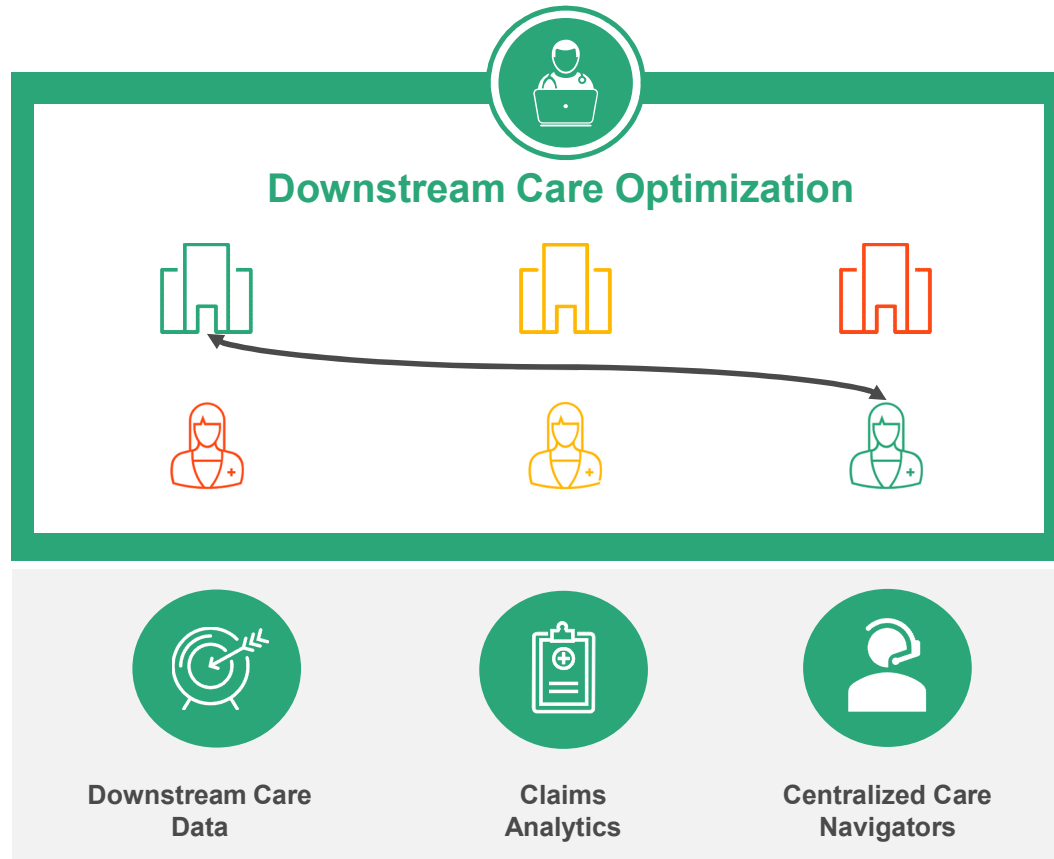 Downstream Care Optimization
Downstream Care
Data
Claims
Analytics
Centralized Care
Navigators